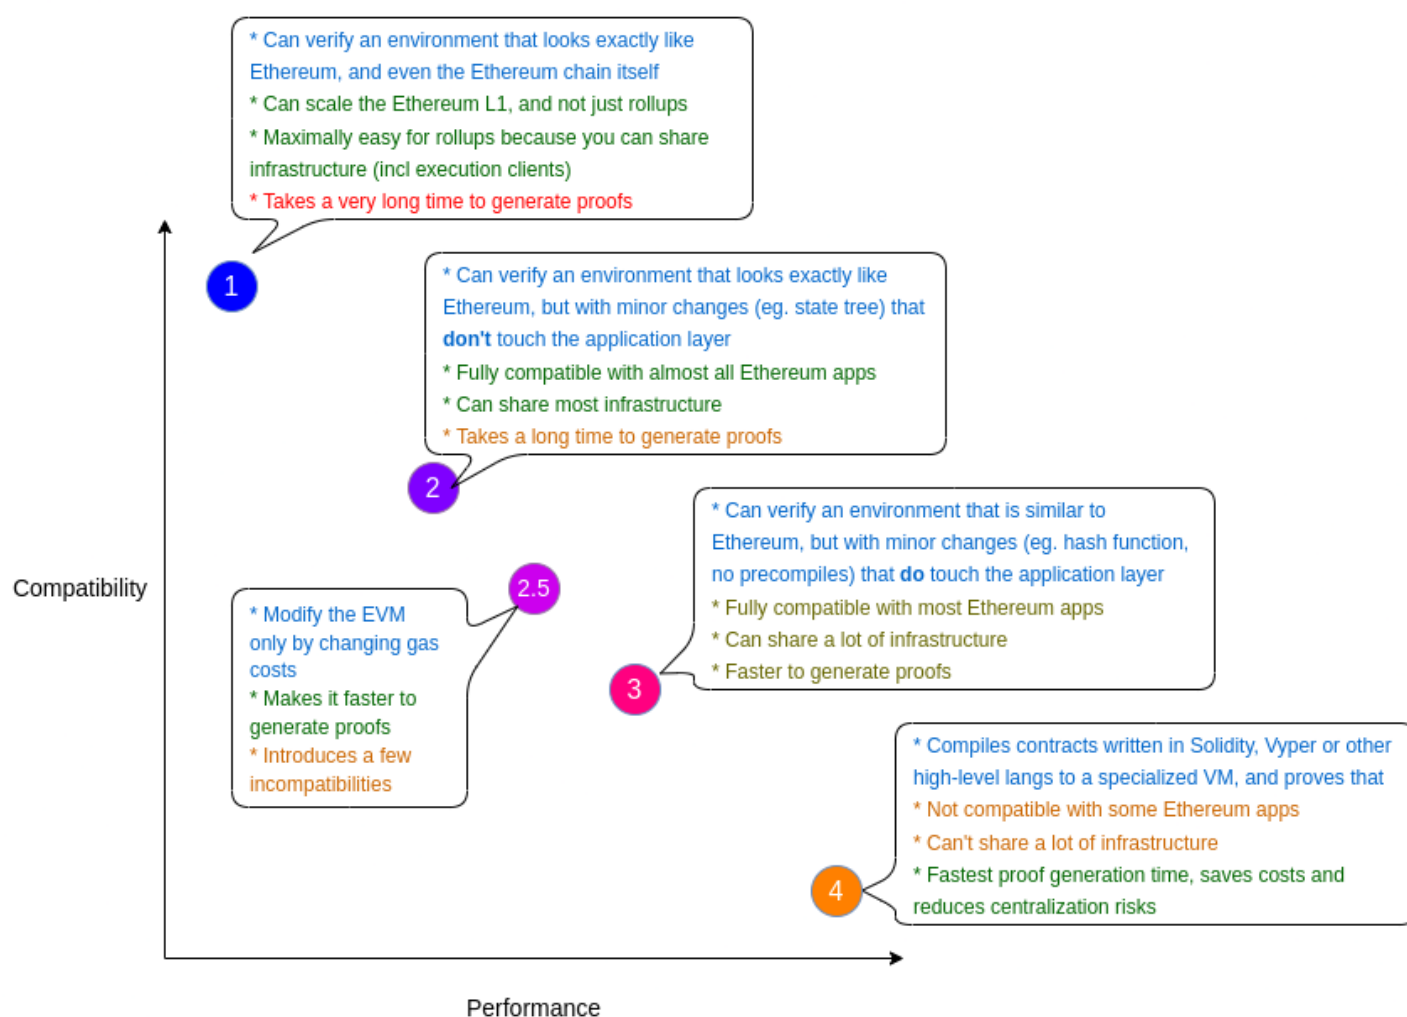 * Can verify an environment that looks exactly like
Ethereum, and even the Ethereum chain itself
* Can scale the Ethereum L1, and not just rollups
* Maximally easy for rollups because you can share
infrastructure (incl execution clients)
* Takes a very long time to generate proofs
1
* Can verify an environment that looks exactly like
Ethereum, but with minor changes (eg. state tree) that
don't touch the application layer
* Fully compatible with almost all Ethereum apps
* Can share most infrastructure
* Takes a long time to generate proofs
2
* Can verify an environment that is similar to
Ethereum, but with minor changes (eg. hash function,
no precompiles) that do touch the application layer
* Fully compatible with most Ethereum apps
* Can share a lot of infrastructure
* Faster to generate proofs
Compatibility
2.5
* Modify the EVM
only by changing gas
costs
* Makes it faster to
generate proofs
* Introduces a few
incompatibilities
3
* Compiles contracts written in Solidity, Vyper or other
high-level langs to a specialized VM, and proves that
* Not compatible with some Ethereum apps
* Can't share a lot of infrastructure
* Fastest proof generation time, saves costs and
reduces centralization risks
4
Performance